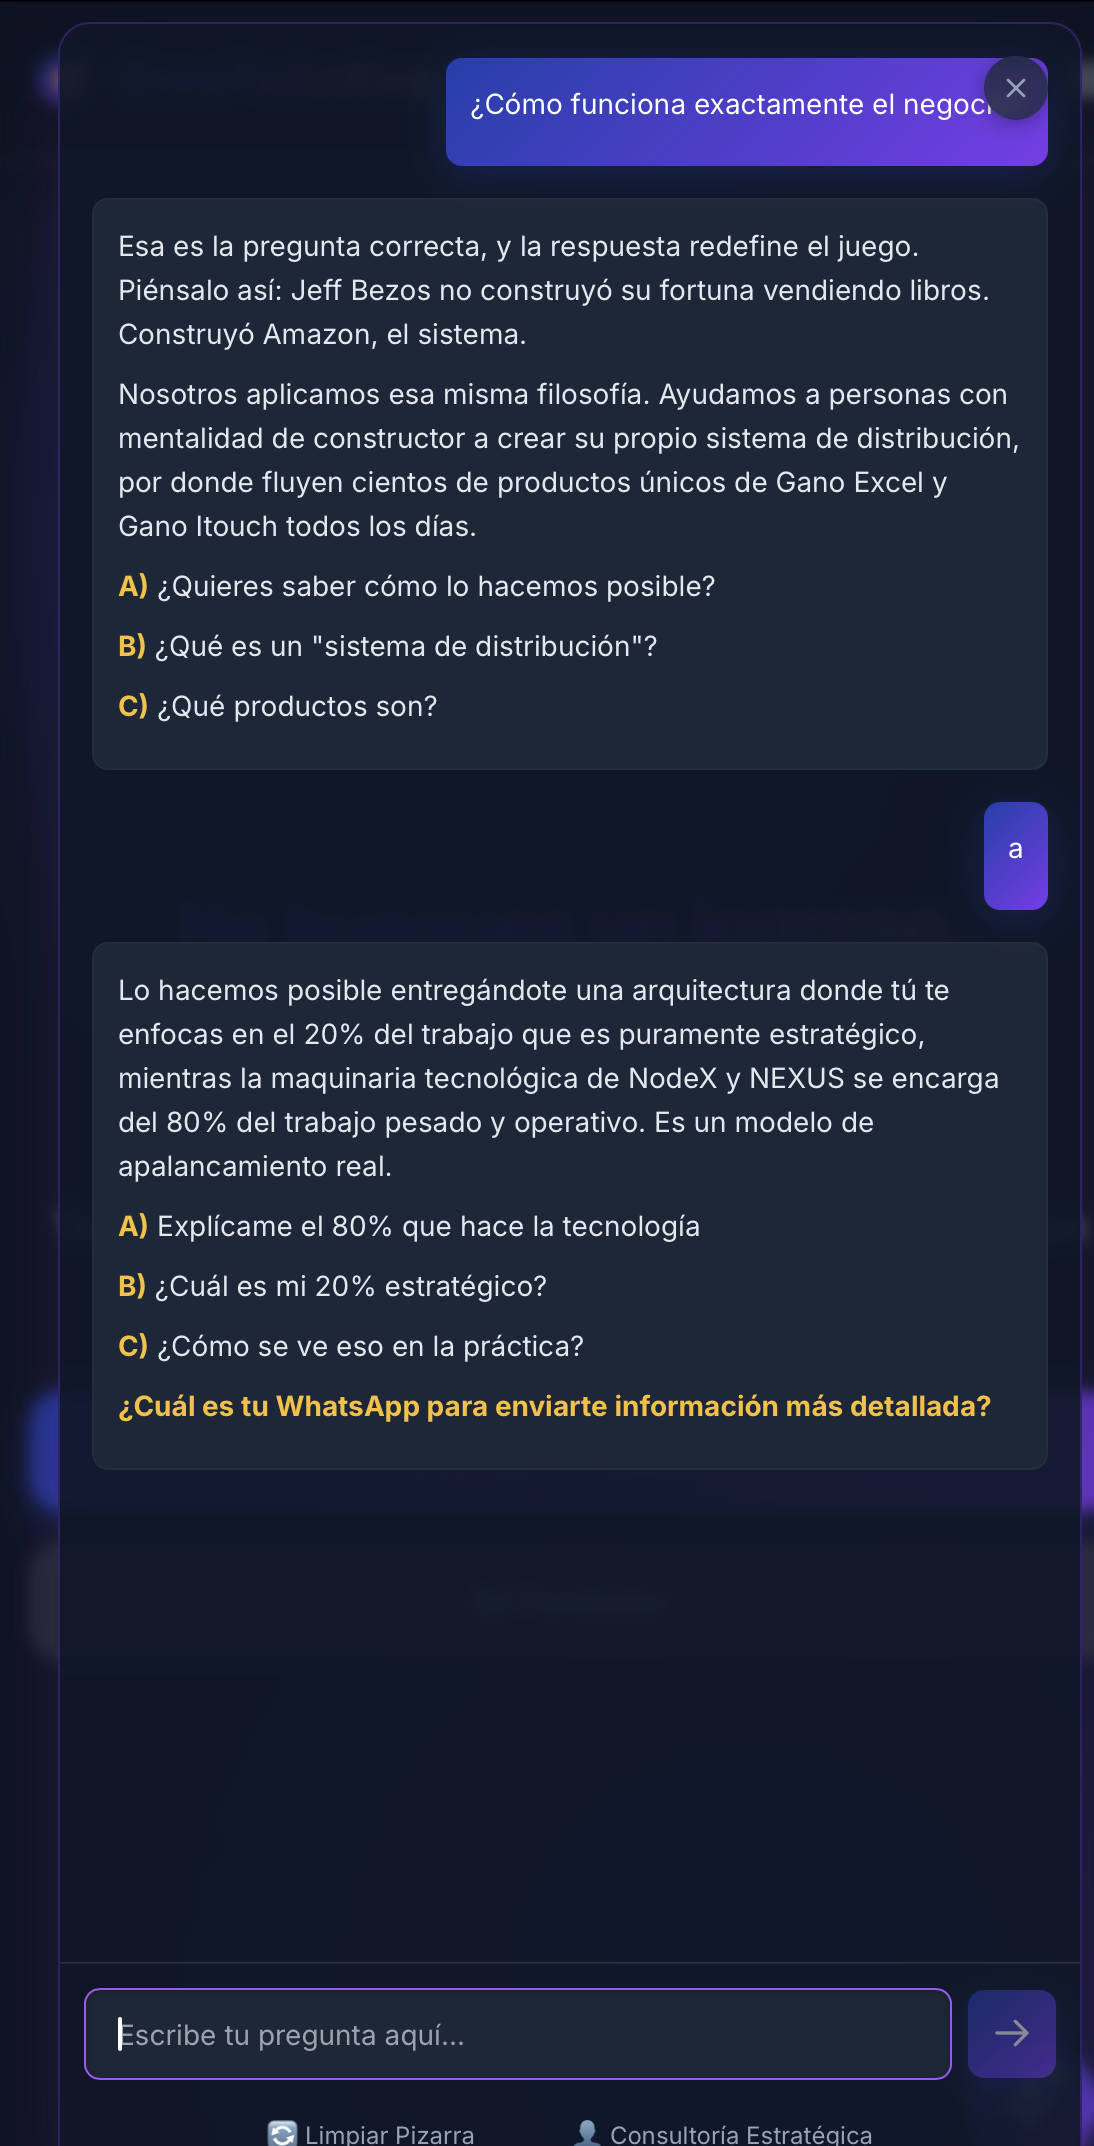 ¿Cómo funciona exactamente el
Esa es la pregunta correcta, y la respuesta redefine el juego.
Piénsalo así: Jeff Bezos no construyó su fortuna vendiendo libros.
Construyó Amazon, el sistema.
Nosotros aplicamos esa misma filosofía. Ayudamos a personas con
mentalidad de constructor a crear su propio sistema de distribución,
por donde fluyen cientos de productos únicos de Gano Excel y
Gano Itouch todos los días.
A) ¿Quieres saber cómo lo hacemos posible?
B) ¿Qué es un "sistema de distribución"?
C) ¿Qué productos son?
a
Lo hacemos posible entregándote una arquitectura donde tú te
enfocas en el 20% del trabajo que es puramente estratégico,
mientras la maquinaria tecnológica de NodeX y NEXUS se encarga
del 80% del trabajo pesado y operativo. Es un modelo de
apalancamiento real.
A) Explícame el 80% que hace la tecnología
B) ¿Cuál es mi 20% estratégico?
C) ¿Cómo se ve eso en la práctica?
¿Cuál es tu WhatsApp para enviarte información más detallada?
Escribe tu pregunta aquí...
Limpiar Pizarra
Consultoría Estratégica